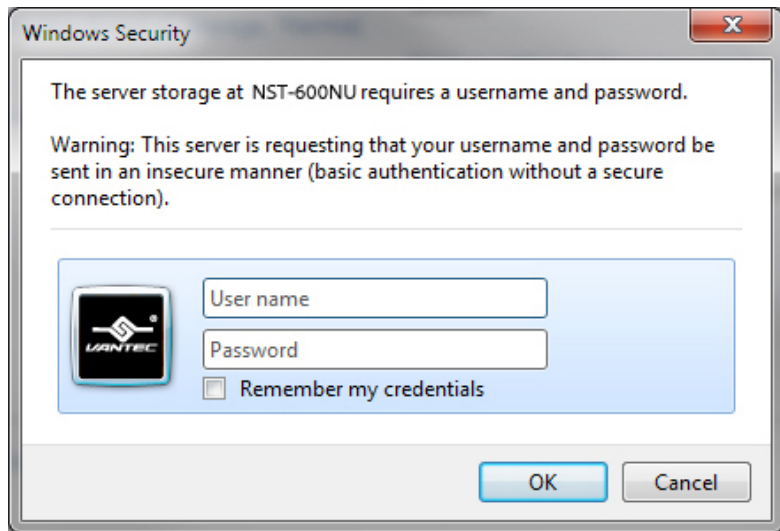 Windows Security
The server storage at NST-600NU requires a username and password.
Warning: This server is requesting that your username and password be
sent in an insecure manner (basic authentication without a secure
connection).
User name
VANTEC
Password
Remember my credentials
OK
Cancel